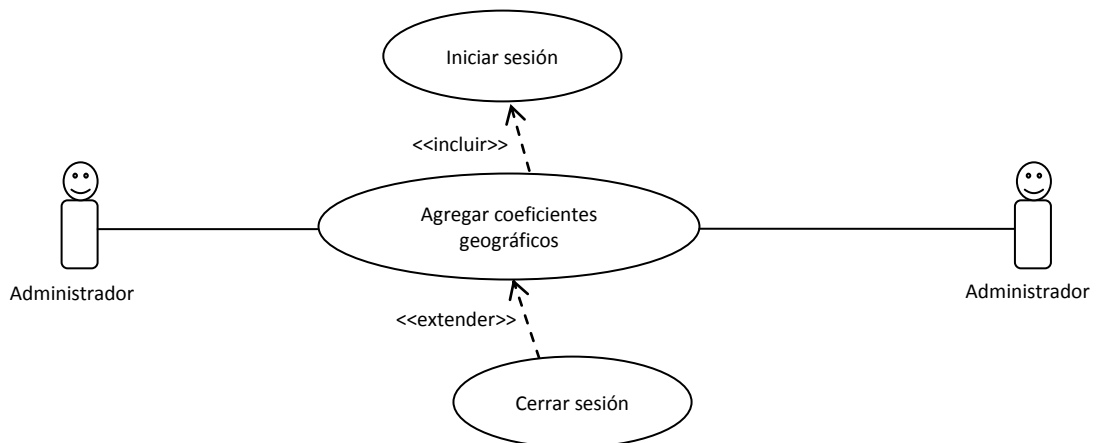 Iniciar sesión
<<incluir>>
Agregar coeficientes
geográficos
Administrador
Administrador
<<extender>>
Cerrar sesión